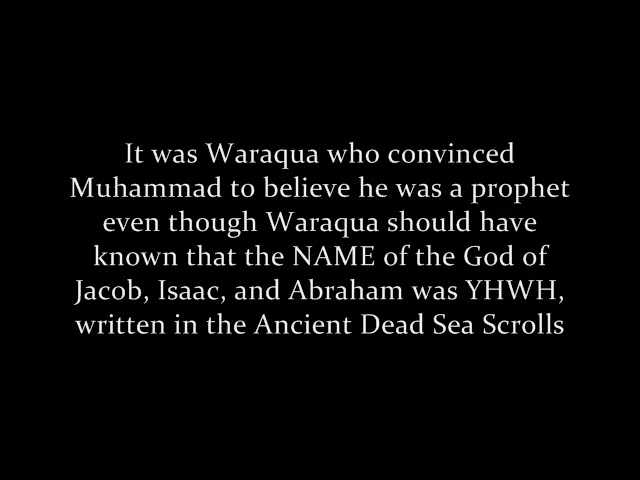 It was Waraqua who convinced
Muhammad to believe he was a prophet
even though Waraqua should have
known that the NAME of the God of
Jacob, Isaac, and Abraham was YHWH,
written in the Ancient Dead Sea Scrolls